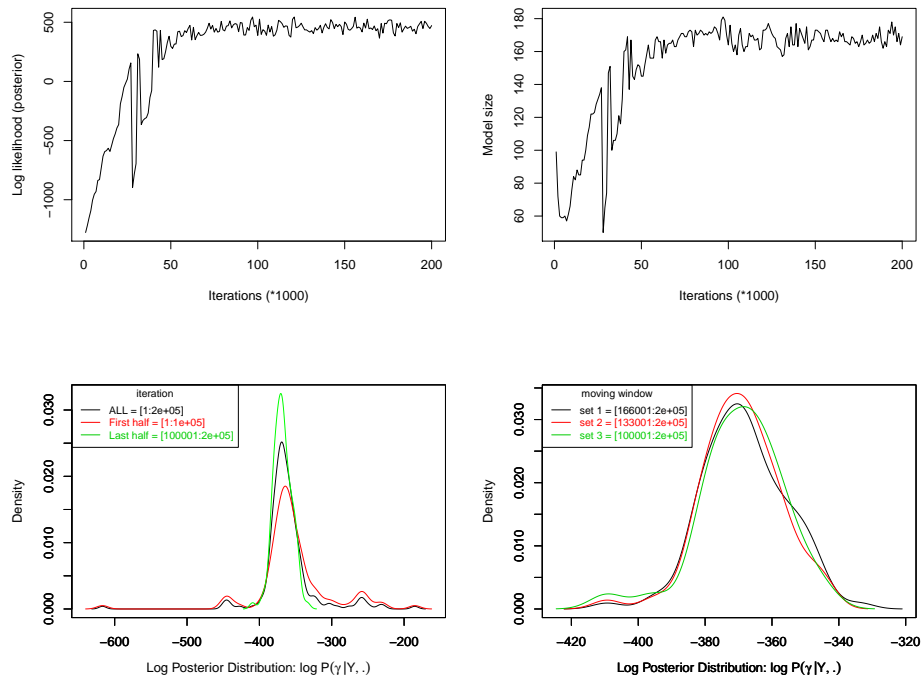 Log likelihood (posterior)
500
0
−500
−1000
0
50
100
150
200
Iterations (*1000)
Model size
180
160
140
120
100
80
60
0
50
100
150
200
Iterations (*1000)
Density
0.030
0.020
0.010
0.000
iteration
ALL = [1:2e+05]
First half = [1:1e+05]
Last half = [100001:2e+05]
−600
−500
−400
−300
−200
Log Posterior Distribution: log P(γ|Y, .)
Density
0.030
0.020
0.010
0.000
moving window
set 1 = [166001:2e+05]
set 2 = [133001:2e+05]
set 3 = [100001:2e+05]
−420
−400
−380
−360
−340
−320
Log Posterior Distribution: log P(γ|Y, .)